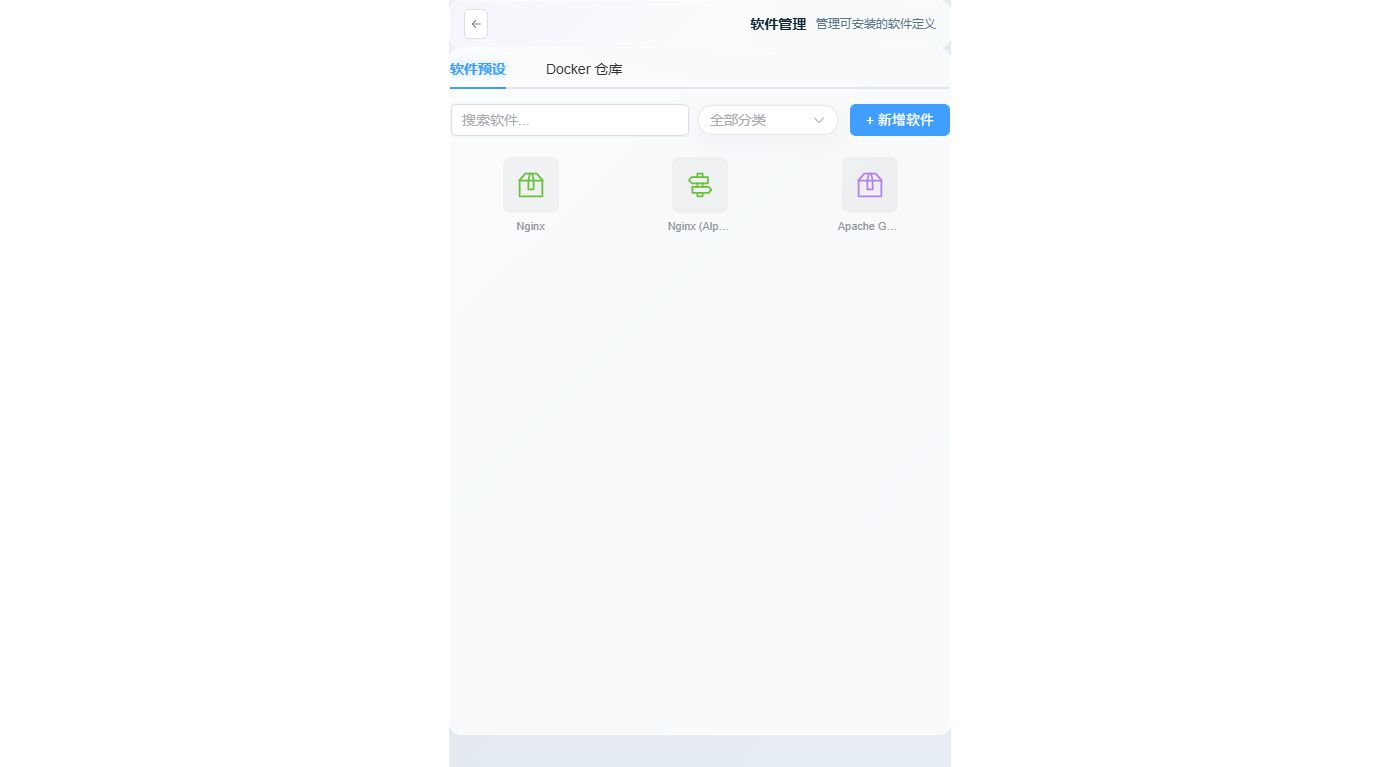 软件管理 管理可安装的软件定义
软件预设 Docker 仓库
搜索软件... 全部分类 + 新增软件
Nginx Nginx (Alp... Apache G...